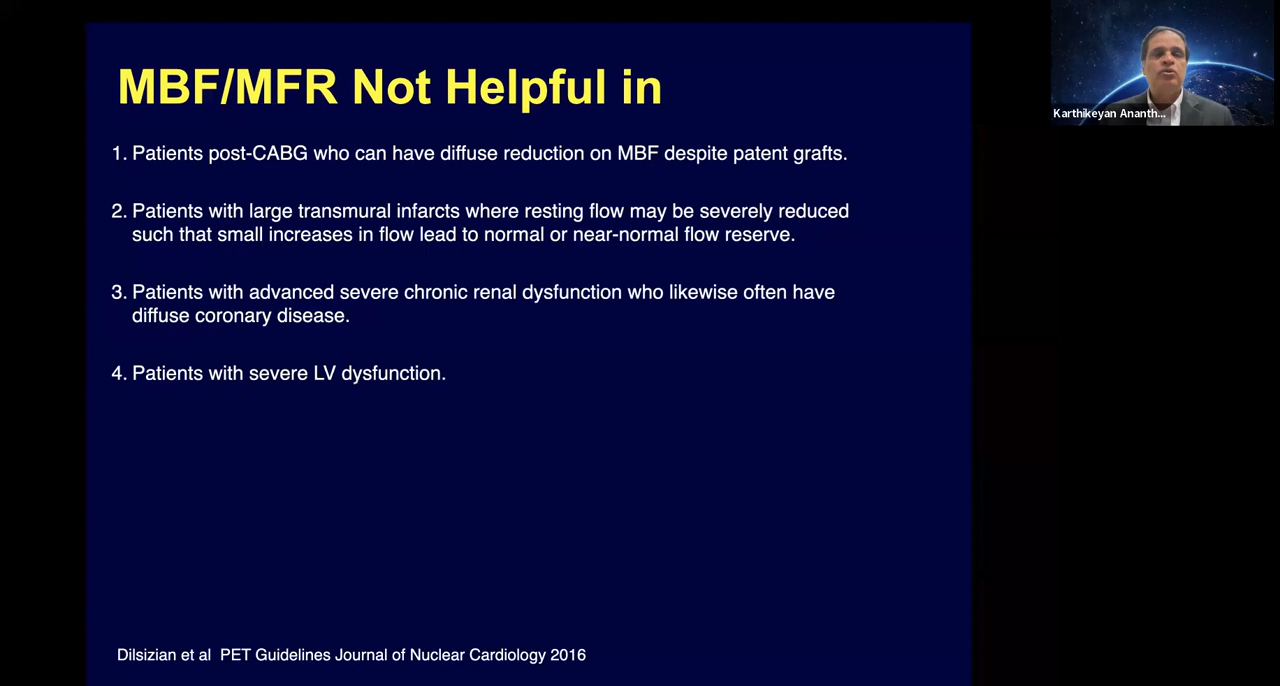 MBF/MFR Not Helpful in
Karthikeyan Ananth...
1. Patients post-CABG who can have diffuse reduction on MBF despite patent grafts.
2. Patients with large transmural infarcts where resting flow may be severely reduced
such that small increases in flow lead to normal or near-normal flow reserve.
3. Patients with advanced severe chronic renal dysfunction who likewise often have
diffuse coronary disease.
4. Patients with severe LV dysfunction.
Dilsizian et al  PET Guidelines Journal of Nuclear Cardiology 2016